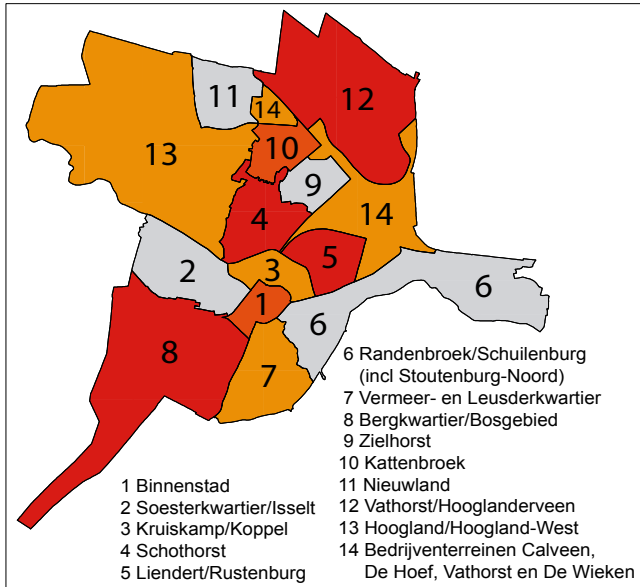 11
14
12
13
10
9
4
14
5
3
2
6
1
6
8
7
1 Binnenstad
2 Soesterkwartier/Isselt
3 Kruiskamp/Koppel
4 Schothorst
5 Liendert/Rustenburg
6 Randenbroek/Schuilenburg
(incl Stoutenburg-Noord)
7 Vermeer- en Leusderkwartier
8 Bergkwartier/Bosgebied
9 Zielhorst
10 Kattenbroek
11 Nieuwland
12 Vathorst/Hooglanderveen
13 Hoogland/Hoogland-West
14 Bedrijventerreinen Calveen,
De Hoef, Vathorst en De Wieken